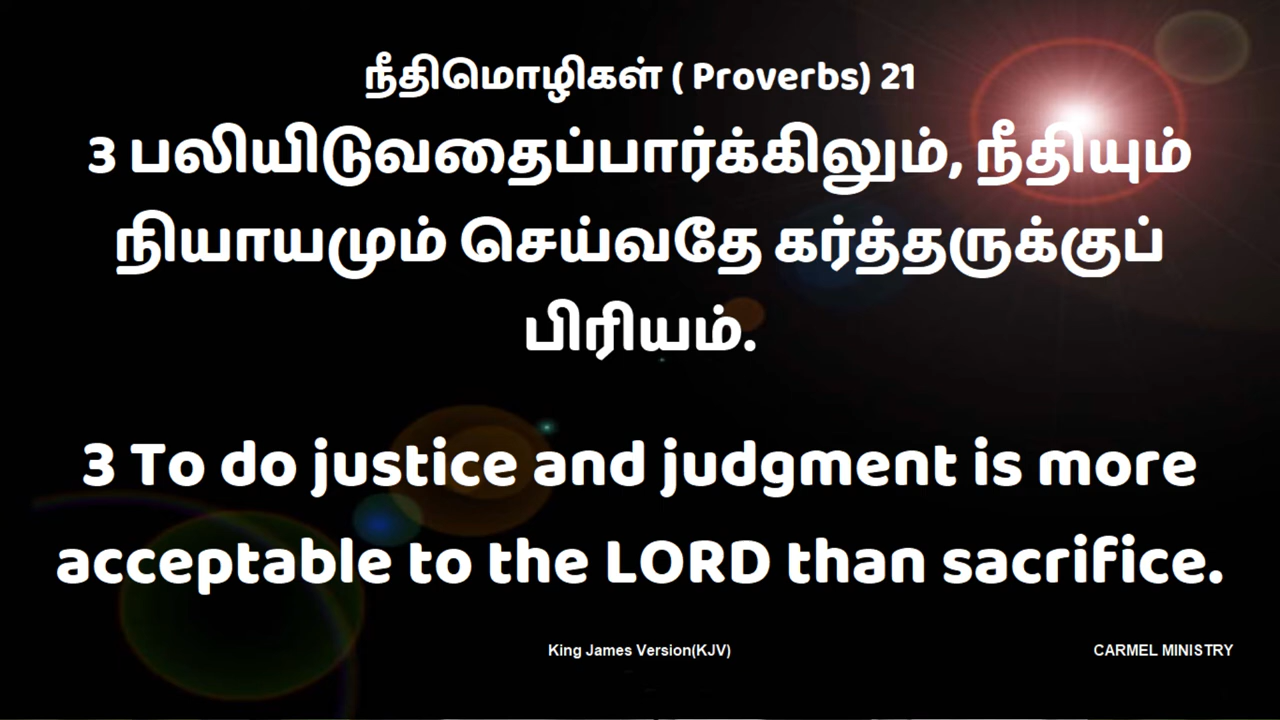 நீதிமொழிகள் ( Proverbs) 21
3 பலியிடுவதைப்பார்க்கிலும், நீதியும்
நியாயமும் செய்வதே கர்த்தருக்குப்
பிரியம்.
3 To do justice and judgment is more
acceptable to the LORD than sacrifice.
King James Version(KJV)
CARMEL MINISTRY